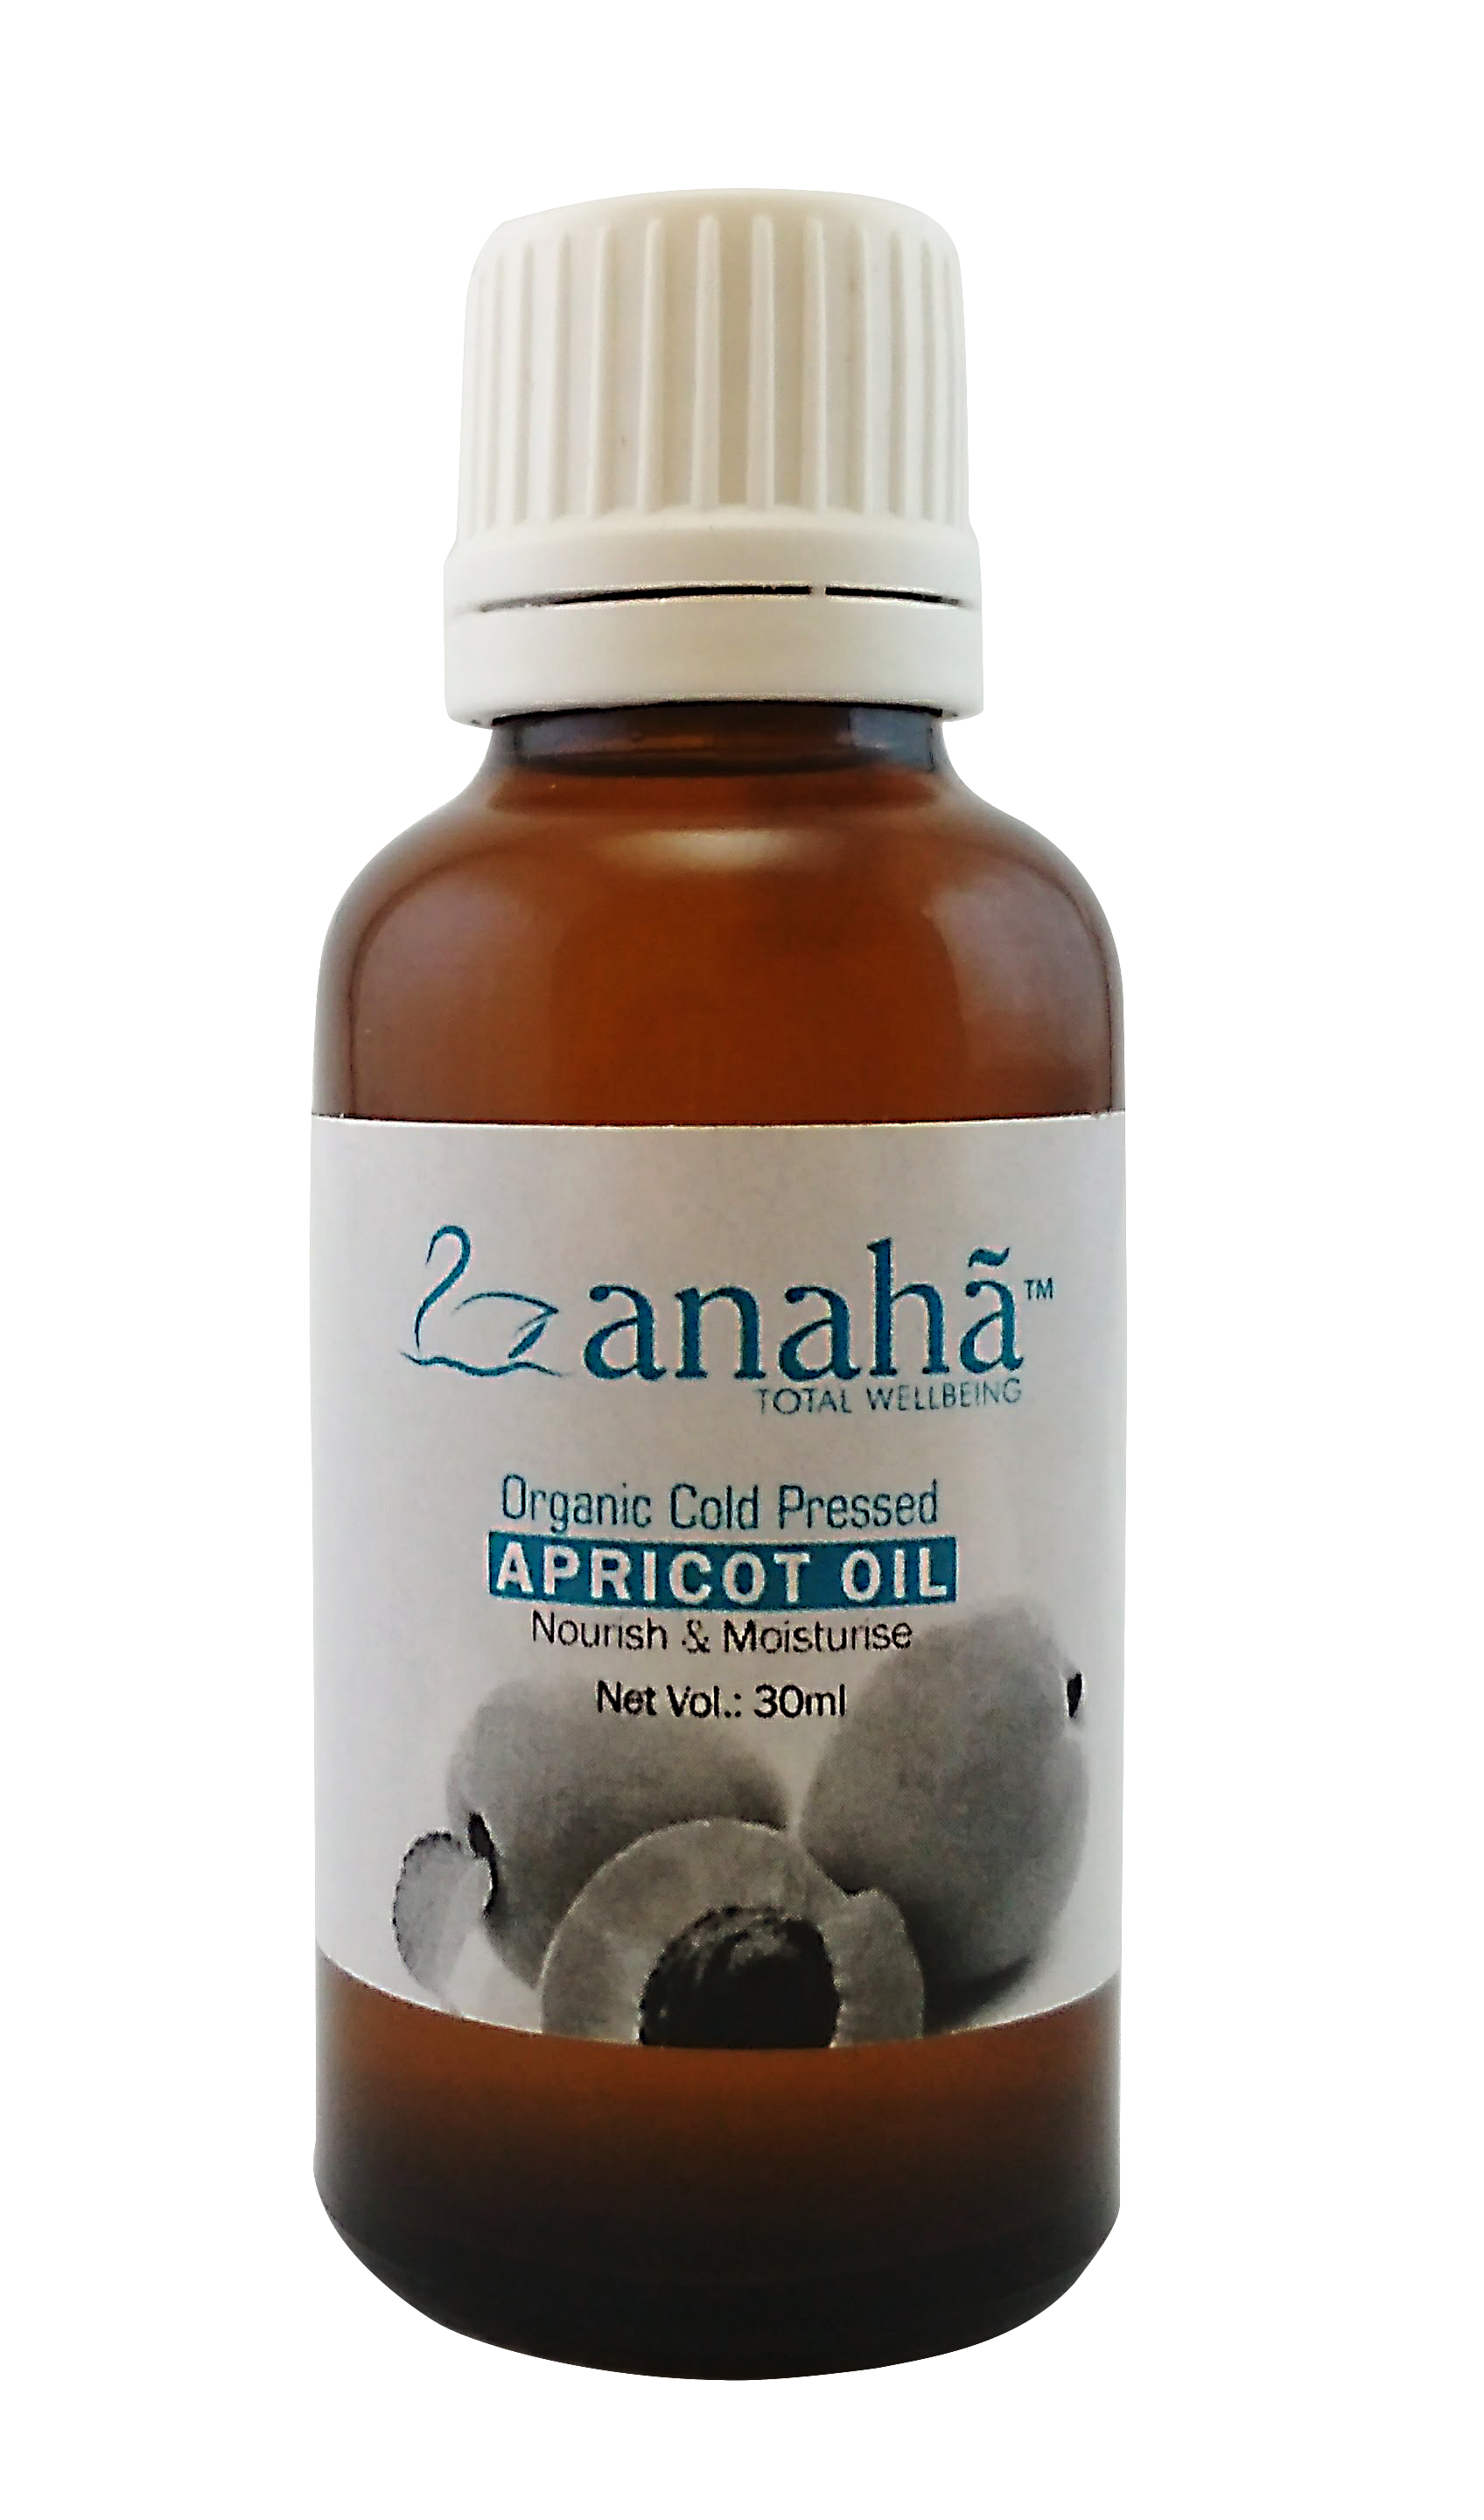 anahã™
TOTAL WELLBEING
Organic Cold Pressed
APRICOT OIL
Nourish & Moisturise
Net Vol.: 30ml